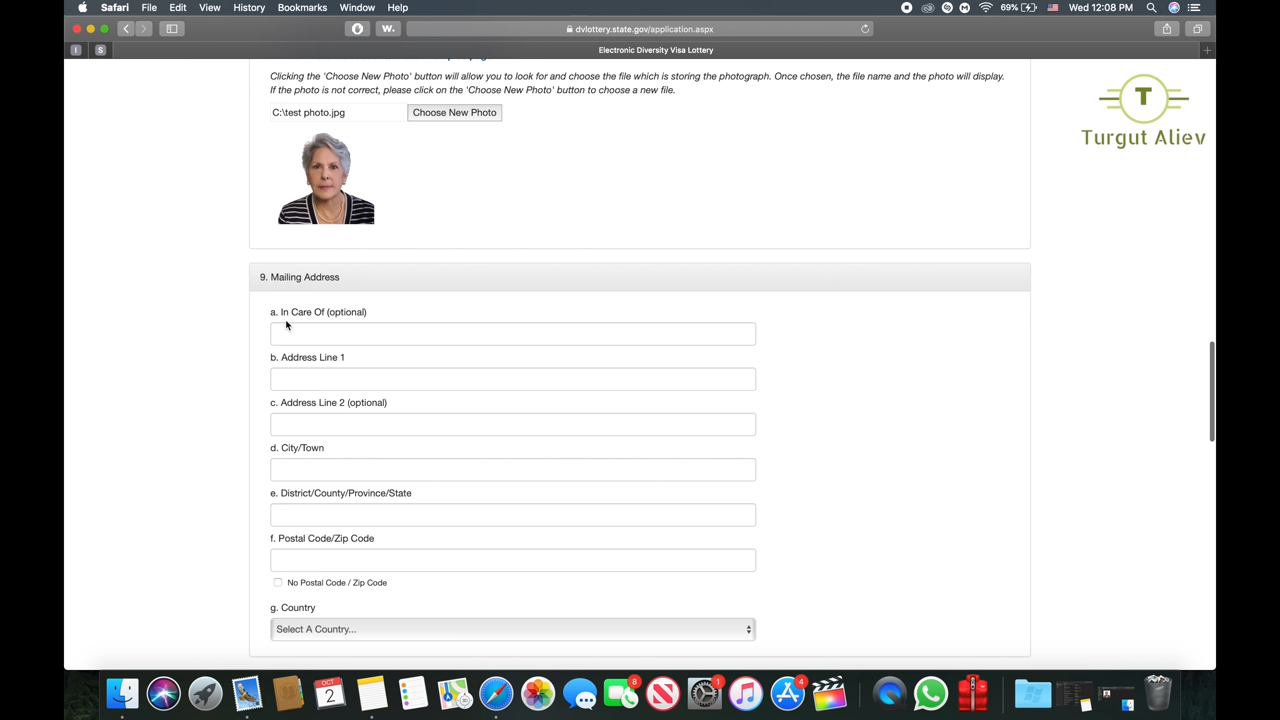 Safari File Edit View History Bookmarks Window Help 69% Wed 12:08 PM
W. dvlottery.state.gov/application.aspx
I S Electronic Diversity Visa Lottery
Clicking the 'Choose New Photo' button will allow you to look for and choose the file which is storing the photograph. Once chosen, the file name and the photo will display.
If the photo is not correct, please click on the 'Choose New Photo' button to choose a new file.
C:\test photo.jpg Choose New Photo
T
Turgut Aliev
9. Mailing Address
a. In Care Of (optional)
b. Address Line 1
c. Address Line 2 (optional)
d. City/Town
e. District/County/Province/State
f. Postal Code/Zip Code
No Postal Code / Zip Code
g. Country
Select A Country...
OCT
2
8
1
4